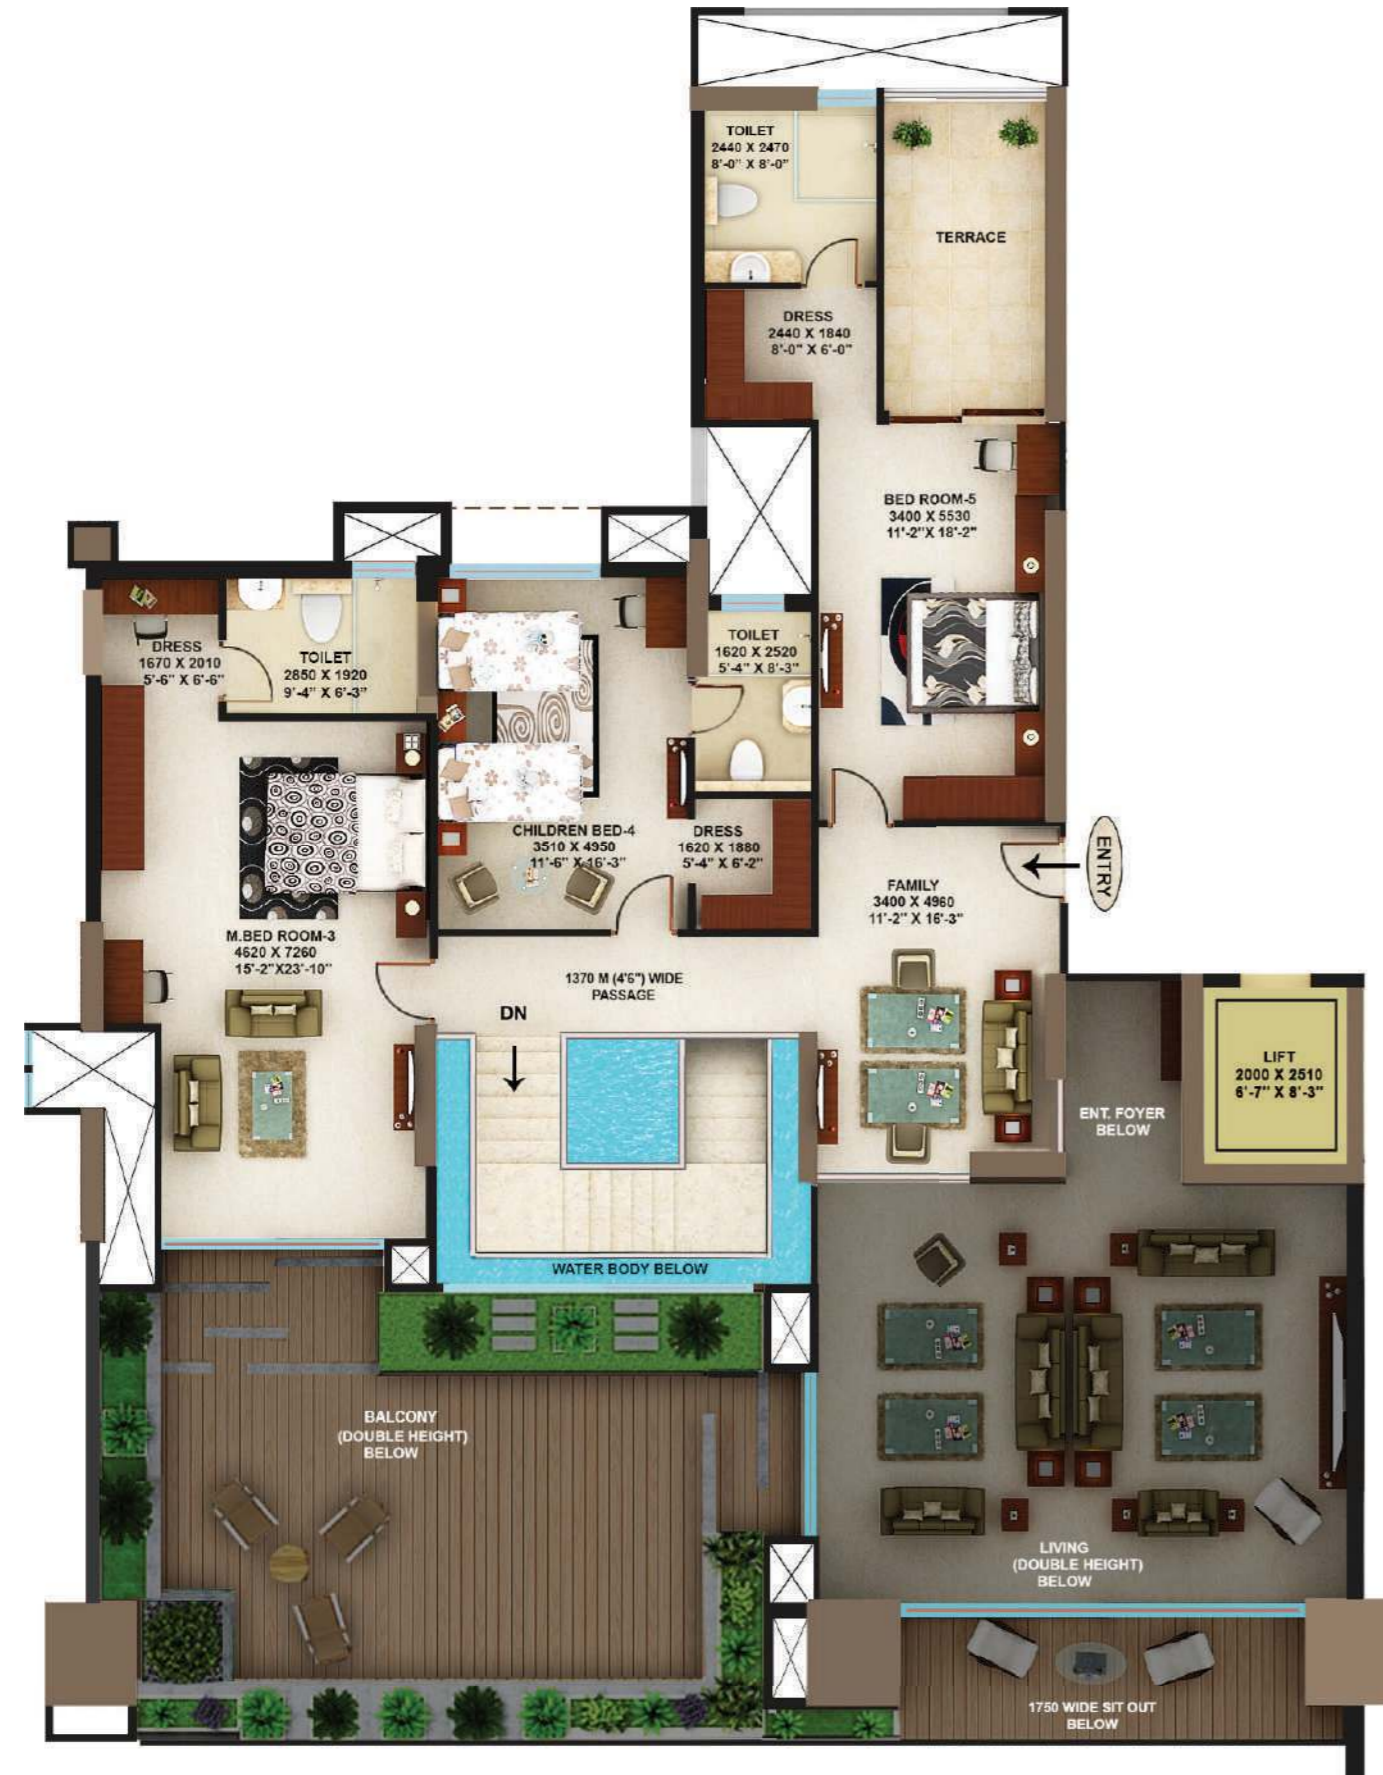 TOILET
2440 X 2470
8'-0" X 8'-0"
TERRACE
DRESS
2440 X 1840
8'-0" X 6'-0"
BED ROOM-5
3400 X 5530
11'-2"X 18'-2"
DRESS
1670 X 2010
5'-6" X 6'-6"
TOILET
2850 X 1920
9'-4" X 6'-3"
TOILET
1620 X 2520
5'-4" X 8'-3"
CHILDREN BED-4
3510 X 4950
11'-6" X 16'-3"
DRESS
1620 X 1880
5'-4" X 6'-2"
ENTRY
FAMILY
3400 X 4960
11'-2" X 16'-3"
M.BED ROOM-3
4620 X 7260
15'-2"X23'-10"
1370 M (4'6") WIDE
PASSAGE
DN
LIFT
2000 X 2510
6'-7" X 8'-3"
ENT. FOYER
BELOW
WATER BODY BELOW
BALCONY
(DOUBLE HEIGHT)
BELOW
LIVING
(DOUBLE HEIGHT)
BELOW
1750 WIDE SIT OUT
BELOW